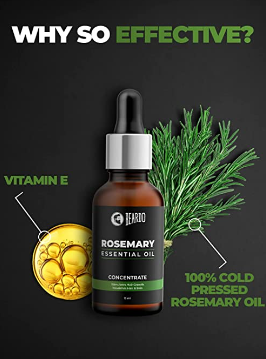 WHY SO EFFECTIVE?
VITAMIN E
BEARDO
ROSEMARY
ESSENTIAL OIL
CONCENTRATE
100% COLD
PRESSED
ROSEMARY OIL